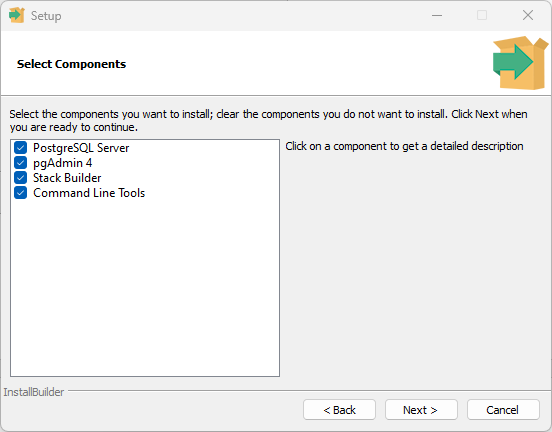 Setup
Select Components
Select the components you want to install; clear the components you do not want to install. Click Next when
you are ready to continue.
PostgreSQL Server
pgAdmin 4
Stack Builder
Command Line Tools
Click on a component to get a detailed description
InstallBuilder
< Back
Next >
Cancel